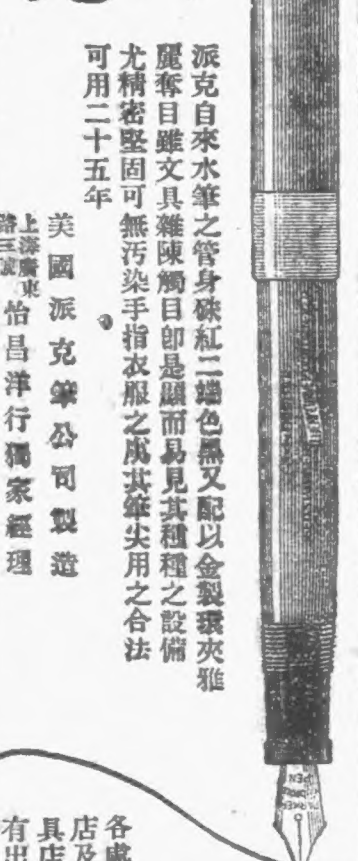 派克自來水筆之管身硃紅二端色黑又配以金製環夾雅
麗奪目雖文具雜陳觸目卽是顯而易見其種種之設備
尤精密堅固可無汚染手指衣服之虞其筆尖用之合法
可用二十五年
美國派克筆公司製造
上海廣東
路三號
怡昌洋行獨家經理
PARKER
DUOFOLD
PEN
各處
店及
具店
有出